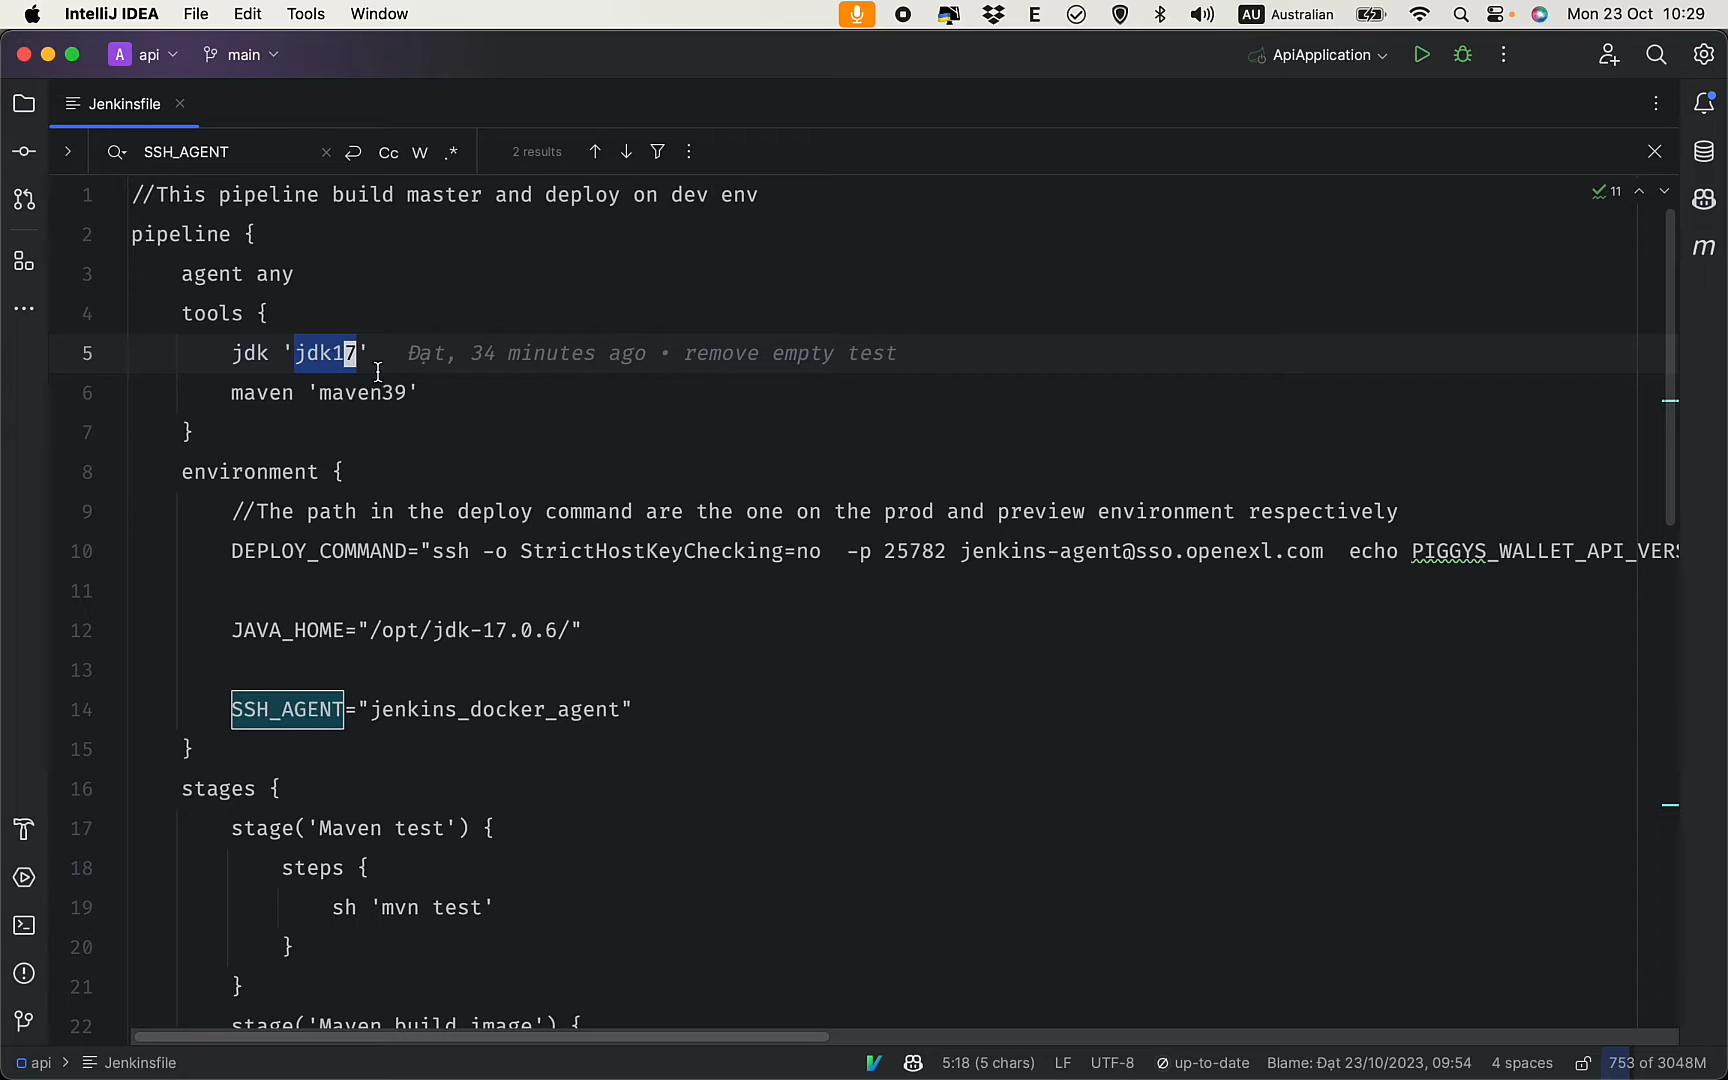 IntelliJ IDEA File Edit Tools Window AU Australian Mon 23 Oct 10:29
A api main ApiApplication
Jenkinsfile
SSH_AGENT Cc W .* 2 results
1 //This pipeline build master and deploy on dev env
11
2 pipeline {
3 agent any
4 tools {
5 jdk 'jdk17' Đạt, 34 minutes ago • remove empty test
6 maven 'maven39'
7 }
8 environment {
9 //The path in the deploy command are the one on the prod and preview environment respectively
10 DEPLOY_COMMAND="ssh -o StrictHostKeyChecking=no -p 25782 jenkins-agent@sso.openexl.com echo PIGGYS_WALLET_API_VERS
11
12 JAVA_HOME="/opt/jdk-17.0.6/"
13
14 SSH_AGENT="jenkins_docker_agent"
15 }
16 stages {
17 stage('Maven test') {
18 steps {
19 sh 'mvn test'
20 }
21 }
22 stage('Maven build image') {
api Jenkinsfile 5:18 (5 chars) LF UTF-8 up-to-date Blame: Đạt 23/10/2023, 09:54 4 spaces 753 of 3048M